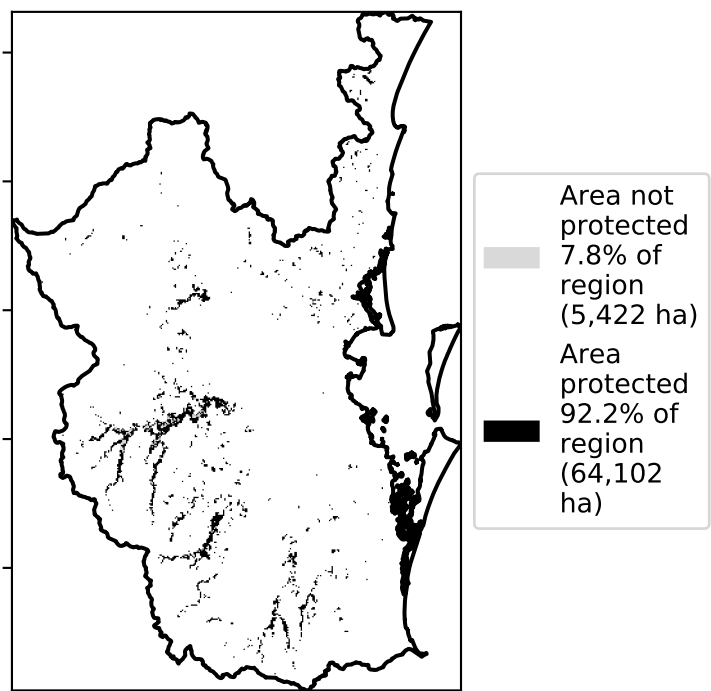 Area not
protected
7.8% of
region
(5,422 ha)
Area
protected
92.2% of
region
(64,102
ha)